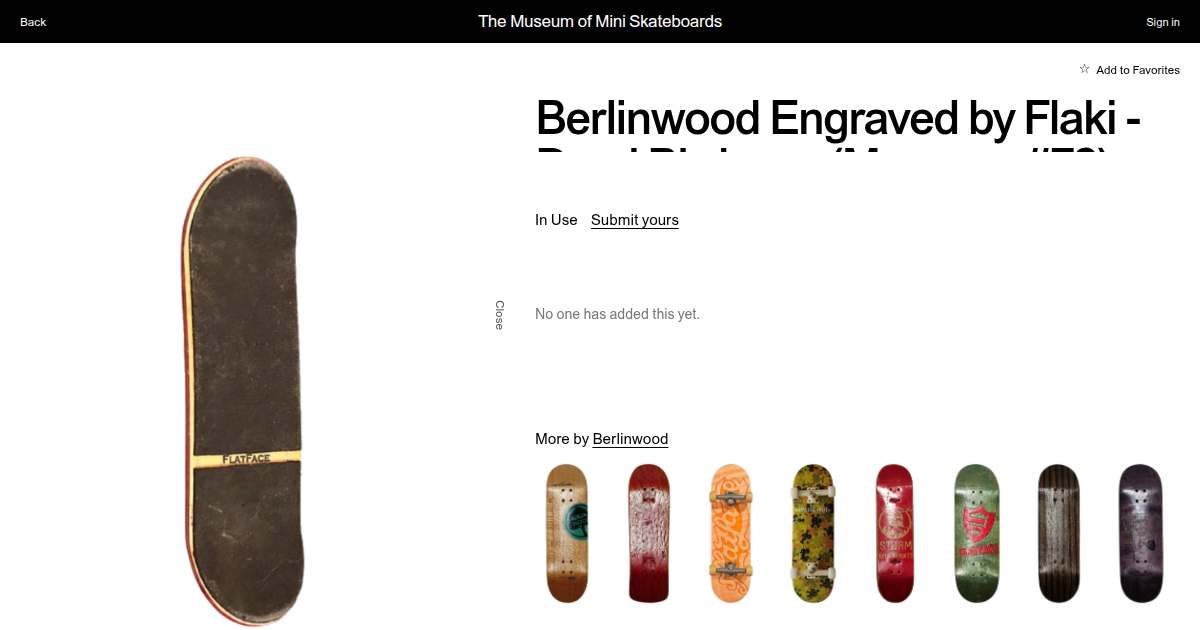 Back
The Museum of Mini Skateboards
Sign in
☆ Add to Favorites
Berlinwood Engraved by Flaki -
In Use Submit yours
Close
No one has added this yet.
FLATFACE
More by Berlinwood